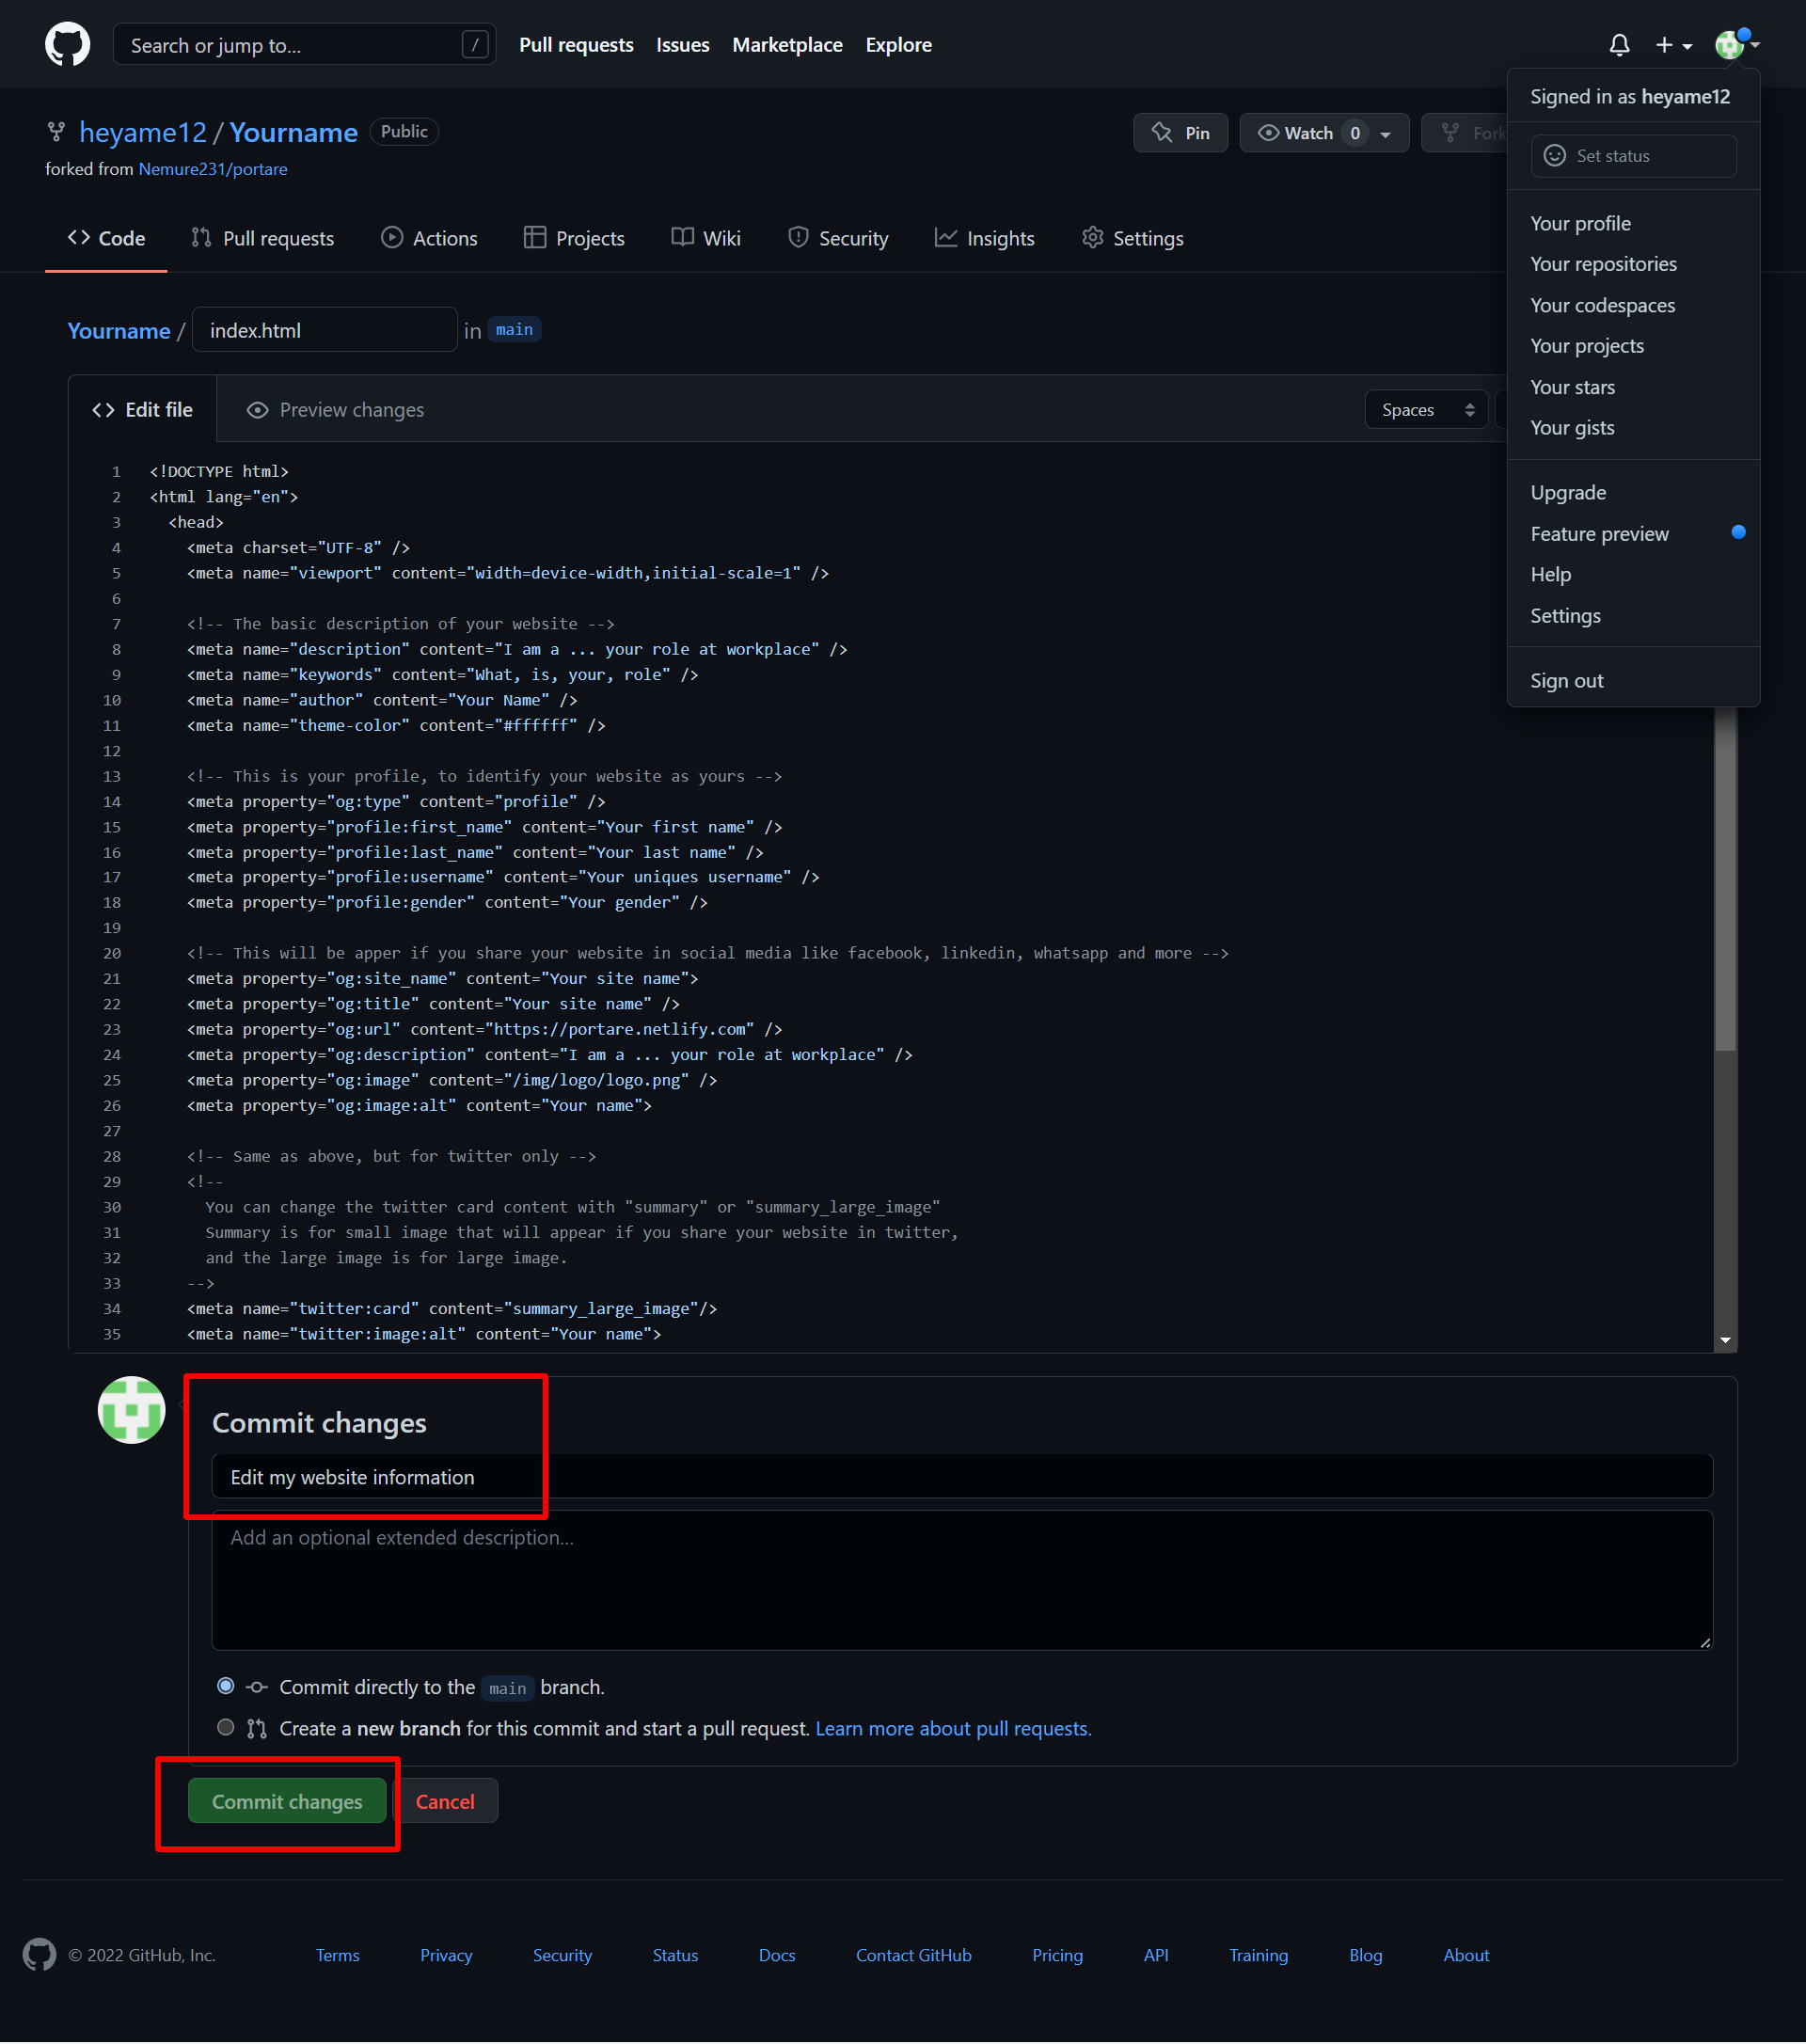 Search or jump to... /
Pull requests Issues Marketplace Explore
Signed in as heyame12
Set status
Your profile
Your repositories
Your codespaces
Your projects
Your stars
Your gists
Upgrade
Feature preview
Help
Settings
Sign out
heyame12 / Yourname Public
Pin Watch 0 Fork
forked from Nemure231/portare
Code Pull requests Actions Projects Wiki Security Insights Settings
Yourname / index.html in main
Edit file Preview changes Spaces
1 <!DOCTYPE html>
2 <html lang="en">
3 <head>
4 <meta charset="UTF-8" />
5 <meta name="viewport" content="width=device-width,initial-scale=1" />
6
7 <!-- The basic description of your website -->
8 <meta name="description" content="I am a ... your role at workplace" />
9 <meta name="keywords" content="What, is, your, role" />
10 <meta name="author" content="Your Name" />
11 <meta name="theme-color" content="#ffffff" />
12
13 <!-- This is your profile, to identify your website as yours -->
14 <meta property="og:type" content="profile" />
15 <meta property="profile:first_name" content="Your first name" />
16 <meta property="profile:last_name" content="Your last name" />
17 <meta property="profile:username" content="Your uniques username" />
18 <meta property="profile:gender" content="Your gender" />
19
20 <!-- This will be apper if you share your website in social media like facebook, linkedin, whatsapp and more -->
21 <meta property="og:site_name" content="Your site name">
22 <meta property="og:title" content="Your site name" />
23 <meta property="og:url" content="https://portare.netlify.com" />
24 <meta property="og:description" content="I am a ... your role at workplace" />
25 <meta property="og:image" content="/img/logo/logo.png" />
26 <meta property="og:image:alt" content="Your name">
27
28 <!-- Same as above, but for twitter only -->
29 <!--
30 You can change the twitter card content with "summary" or "summary_large_image"
31 Summary is for small image that will appear if you share your website in twitter,
32 and the large image is for large image.
33 -->
34 <meta name="twitter:card" content="summary_large_image"/>
35 <meta name="twitter:image:alt" content="Your name">
Commit changes
Edit my website information
Add an optional extended description...
Commit directly to the main branch.
Create a new branch for this commit and start a pull request. Learn more about pull requests.
Commit changes Cancel
© 2022 GitHub, Inc. Terms Privacy Security Status Docs Contact GitHub Pricing API Training Blog About